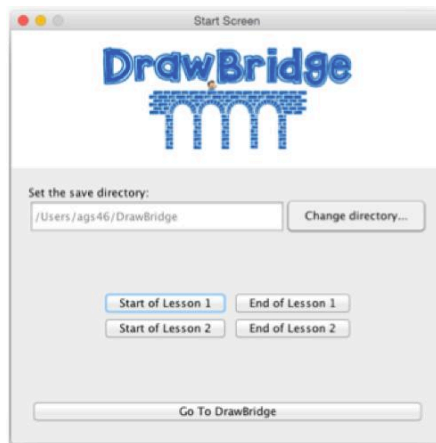 Start Screen
DrawBridge
Set the save directory:
/Users/ags46/DrawBridge
Change directory...
Start of Lesson 1
End of Lesson 1
Start of Lesson 2
End of Lesson 2
Go To DrawBridge